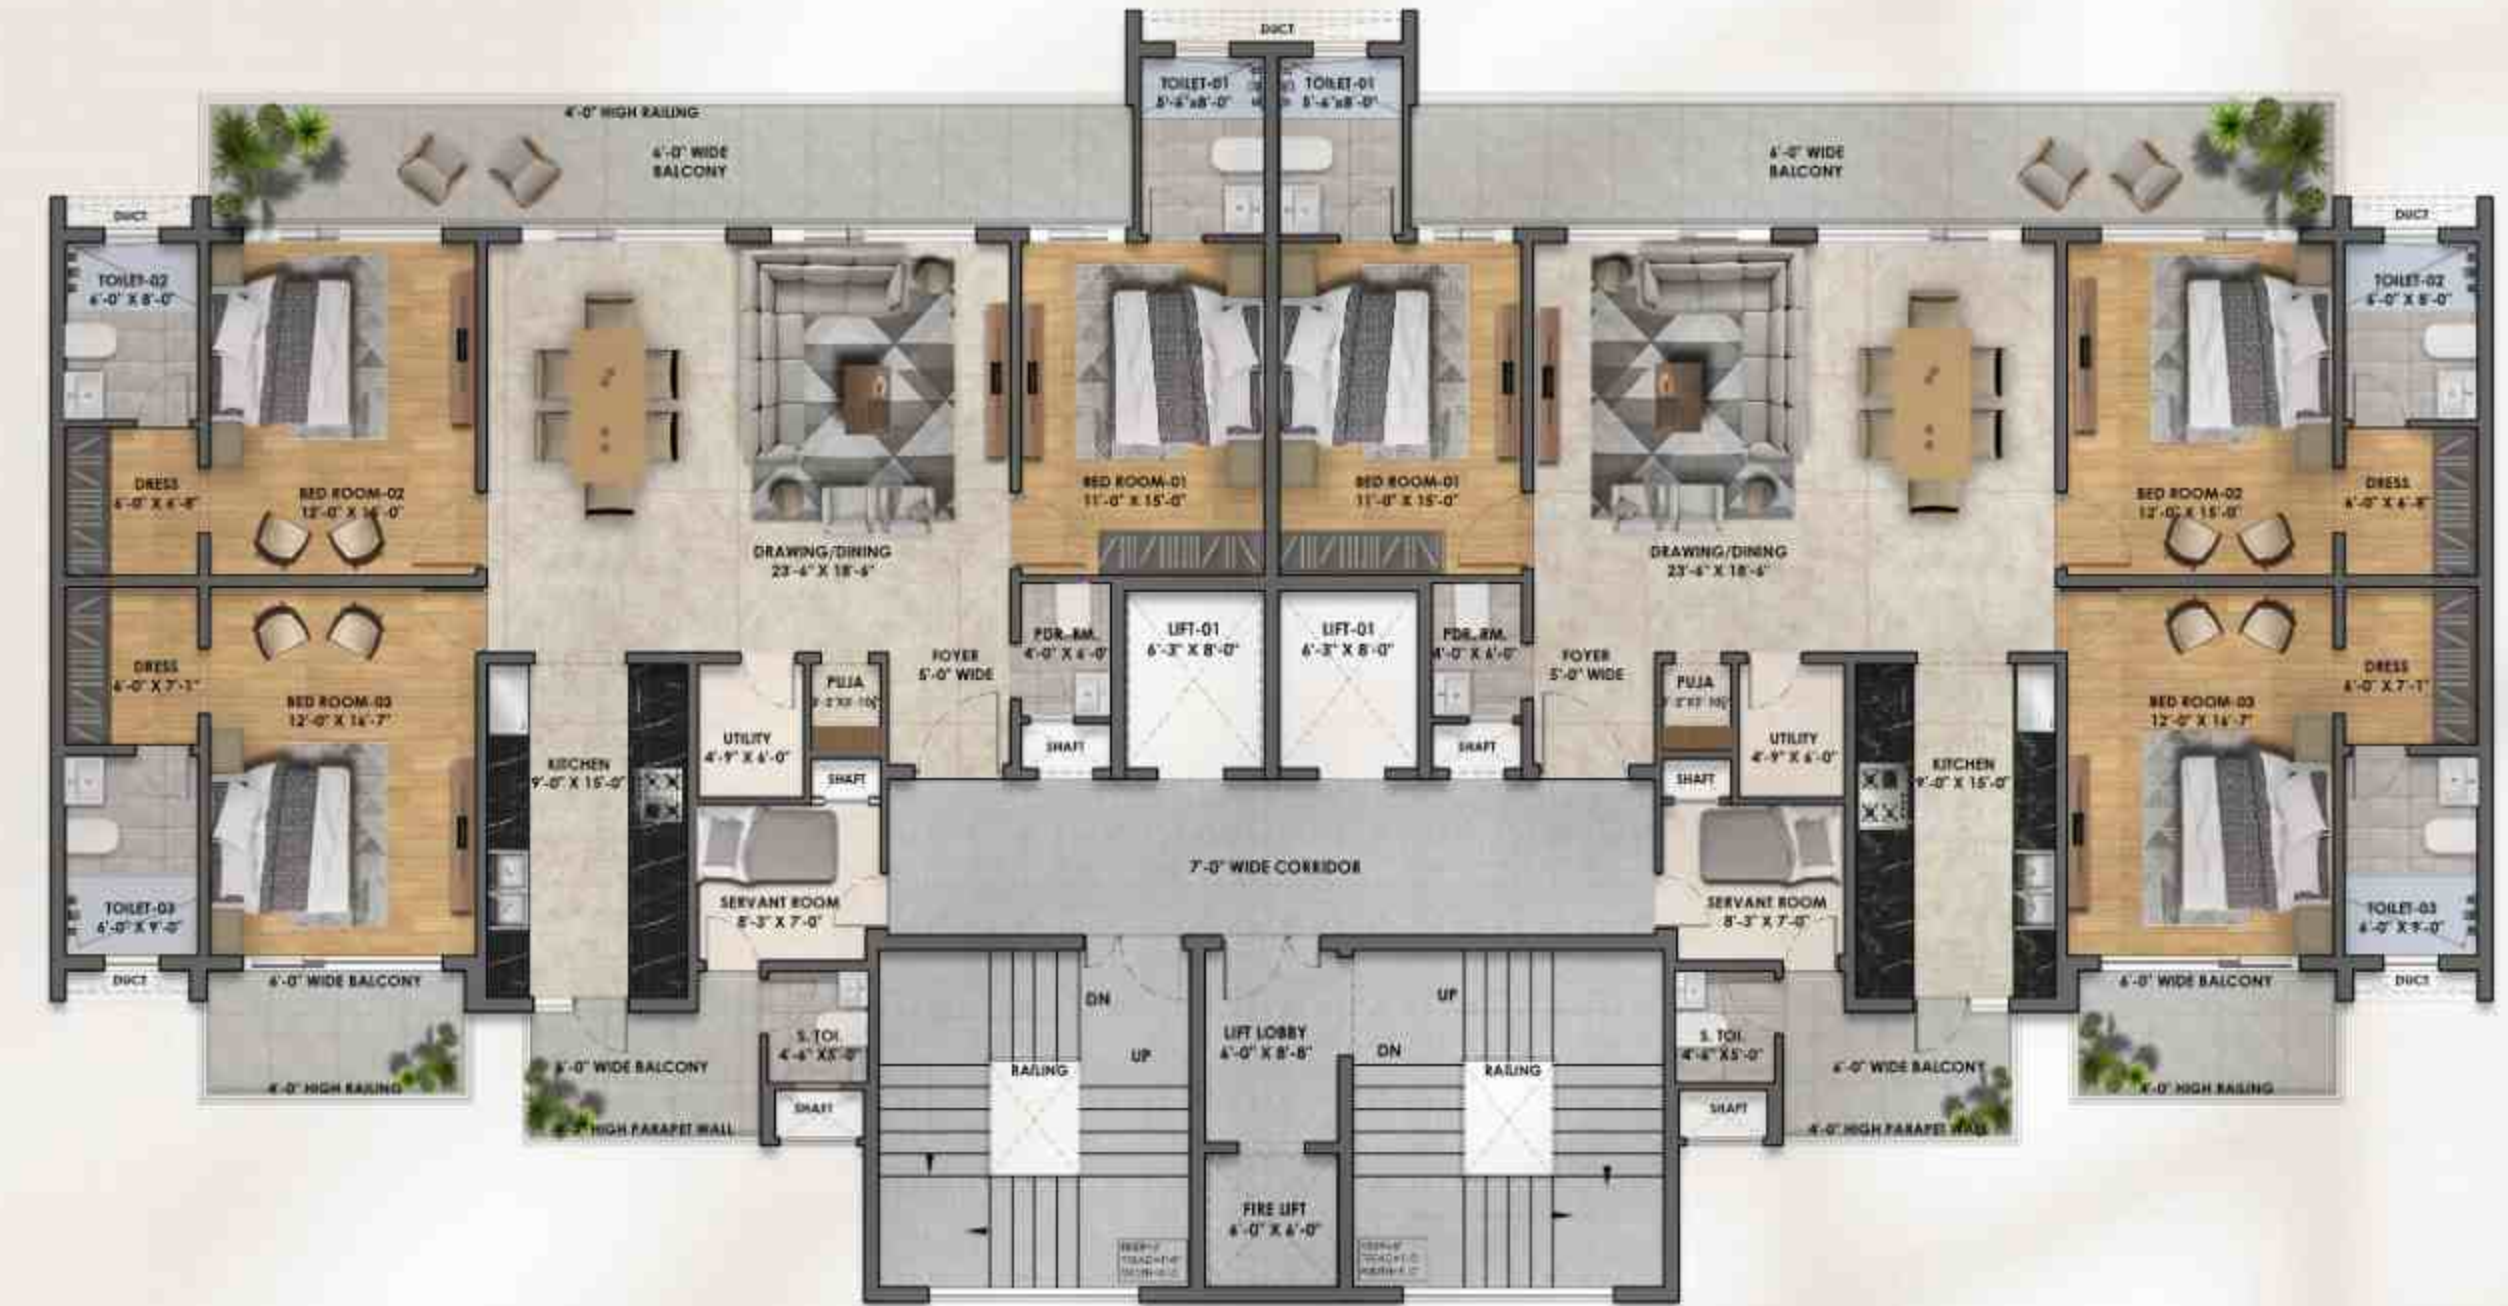 DUCT
TOILET-01
5'-6"x8'-0"
TOILET-01
5'-6"x8'-0"
4'-0" HIGH RAILING
6'-0" WIDE
BALCONY
6'-0" WIDE
BALCONY
DUCT
DUCT
TOILET-02
6'-0" X 8'-0"
TOILET-02
6'-0" X 8'-0"
DRESS
6'-0" X 6'-8"
BED ROOM-02
12'-0" X 15'-0"
BED ROOM-01
11'-0" X 15'-0"
BED ROOM-01
11'-0" X 15'-0"
BED ROOM-02
12'-0" X 15'-0"
DRESS
6'-0" X 6'-8"
DRAWING/DINING
23'-6" X 18'-6"
DRAWING/DINING
23'-6" X 18'-6"
DRESS
6'-0" X 7'-1"
BED ROOM-03
12'-0" X 16'-7"
PUJA
FOYER
5'-0" WIDE
PDR. RM.
4'-0" X 6'-0"
LIFT-01
6'-3" X 8'-0"
LIFT-01
6'-3" X 8'-0"
PDR. RM.
4'-0" X 6'-0"
FOYER
5'-0" WIDE
PUJA
BED ROOM-03
12'-0" X 16'-7"
DRESS
6'-0" X 7'-1"
KITCHEN
9'-0" X 15'-0"
UTILITY
4'-9" X 6'-0"
SHAFT
SHAFT
SHAFT
SHAFT
UTILITY
4'-9" X 6'-0"
KITCHEN
9'-0" X 15'-0"
7'-0" WIDE CORRIDOR
TOILET-03
6'-0" X 9'-0"
SERVANT ROOM
8'-3" X 7'-0"
SERVANT ROOM
8'-3" X 7'-0"
TOILET-03
6'-0" X 9'-0"
DUCT
6'-0" WIDE BALCONY
DN
UP
6'-0" WIDE BALCONY
DUCT
4'-0" HIGH RAILING
6'-0" WIDE BALCONY
S. TOI.
4'-6" X5'-0"
UP
RAILING
LIFT LOBBY
6'-0" X 8'-8"
DN
RAILING
S. TOI.
4'-6" X5'-0"
6'-0" WIDE BALCONY
4'-0" HIGH RAILING
HIGH PARAPET WALL
SHAFT
SHAFT
4'-0" HIGH PARAPET WALL
FIRE LIFT
6'-0" X 6'-0"